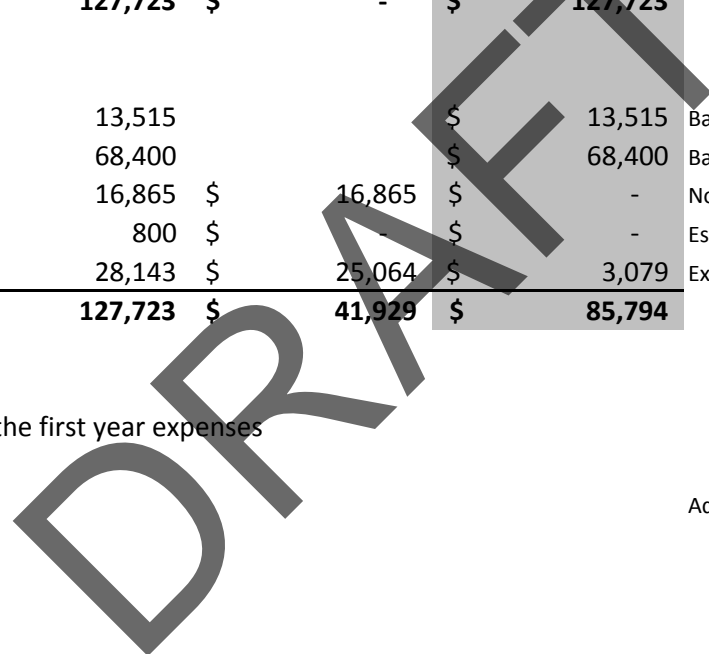 127,723 $ - $ 127,723
13,515 $ 13,515 Ba
68,400 $ 68,400 Ba
16,865 $ 16,865 $ - No
800 $ - $ - Es
28,143 $ 25,064 $ 3,079 Ex
127,723 $ 41,929 $ 85,794
the first year expenses
Ad
DRAFT